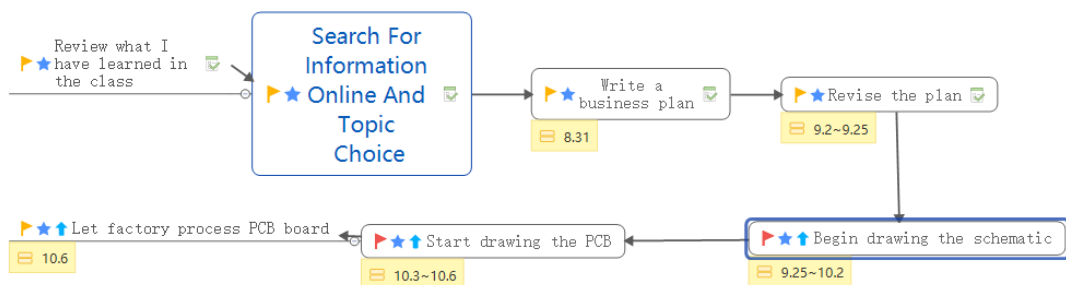 Review what I
have learned in
the class
Search For
Information
Online And
Topic
Choice
Write a
business plan
8.31
Revise the plan
9.2~9.25
Begin drawing the schematic
9.25~10.2
Start drawing the PCB
10.3~10.6
Let factory process PCB board
10.6